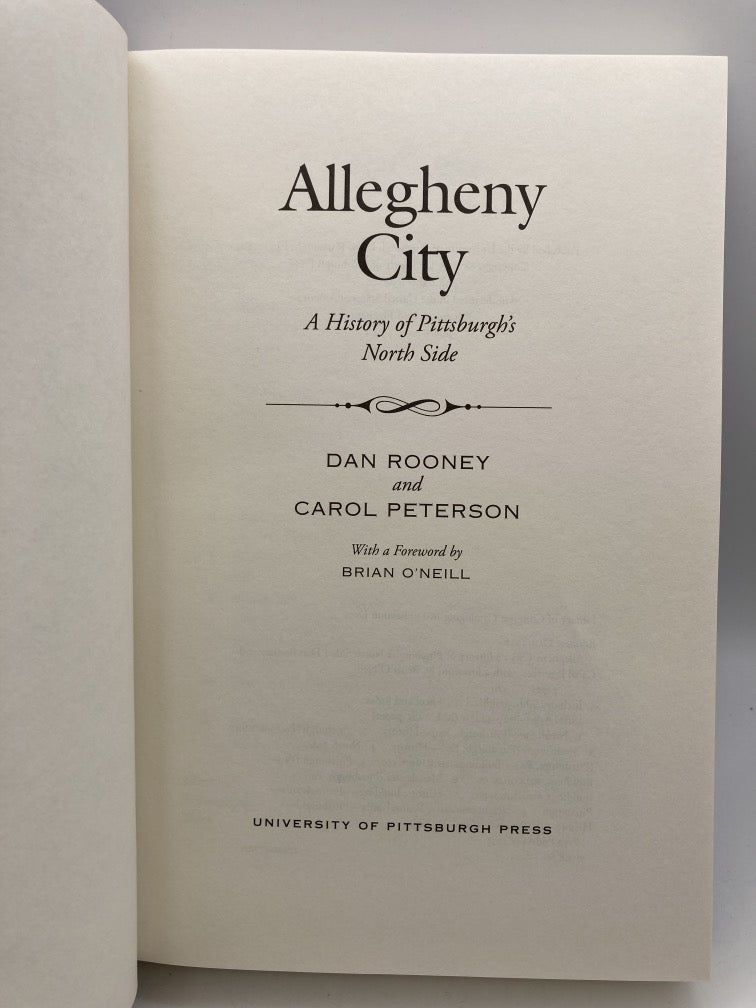 Allegheny
City
A History of Pittsburgh's
North Side
DAN ROONEY
and
CAROL PETERSON
With a Foreword by
BRIAN O'NEILL
UNIVERSITY OF PITTSBURGH PRESS